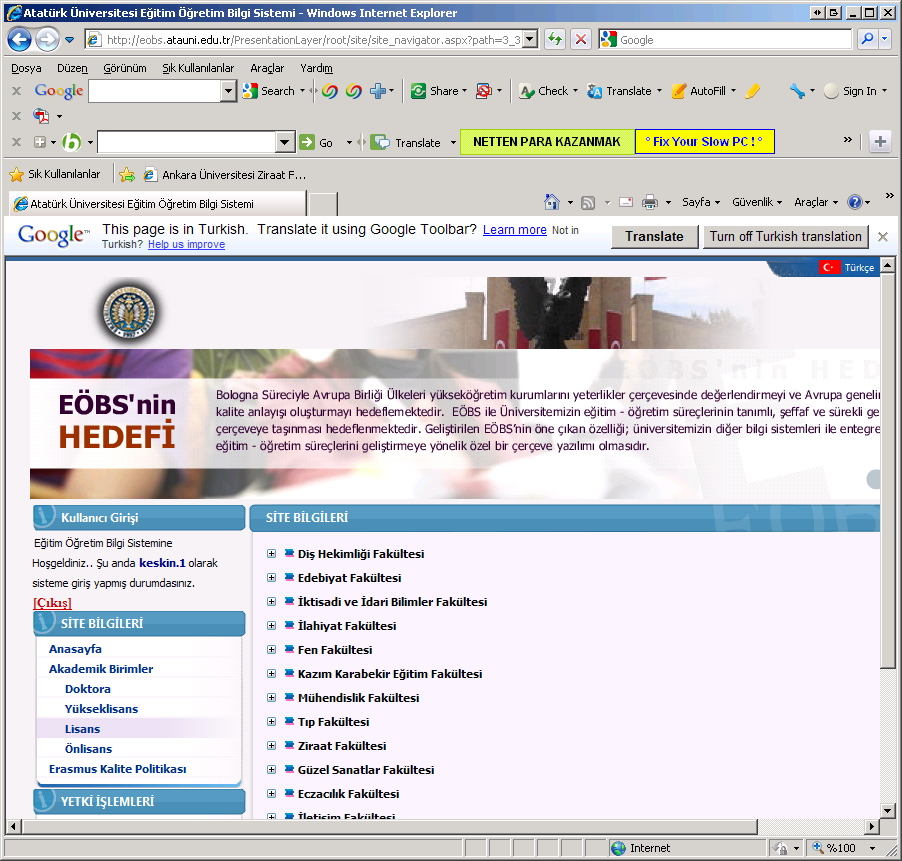 Atatürk Üniversitesi Eğitim Öğretim Bilgi Sistemi - Windows Internet Explorer
http://eobs.atauni.edu.tr/PresentationLayer/root/site/site_navigator.aspx?path=3_3
Google
Dosya Düzen Görünüm Sık Kullanılanlar Araçlar Yardım
x Google Search Share Check Translate AutoFill Sign In
x
x b Go Translate NETTEN PARA KAZANMAK ° Fix Your Slow PC ! ° »
Sık Kullanılanlar Ankara Üniversitesi Ziraat F...
Atatürk Üniversitesi Eğitim Öğretim Bilgi Sistemi Sayfa Güvenlik Araçlar »
Google™ This page is in Turkish. Translate it using Google Toolbar? Learn more Not in
Turkish? Help us improve
Translate Turn off Turkish translation
Türkçe
EÖBS'nin HED
EÖBS'nin
HEDEFİ
Bologna Süreciyle Avrupa Birliği Ülkeleri yükseköğretim kurumlarını yeterlikler çerçevesinde değerlendirmeyi ve Avrupa genelin
kalite anlayışı oluşturmayı hedeflemektedir. EÖBS ile Üniversitemizin eğitim - öğretim süreçlerinin tanımlı, şeffaf ve sürekli ge
çerçeveye taşınması hedeflenmektedir. Geliştirilen EÖBS'nin öne çıkan özelliği; üniversitemizin diğer bilgi sistemleri ile entegre
eğitim - öğretim süreçlerini geliştirmeye yönelik özel bir çerçeve yazılımı olmasıdır.
Kullanıcı Girişi
Eğitim Öğretim Bilgi Sistemine
Hoşgeldiniz.. Şu anda keskin.1 olarak
sisteme giriş yapmış durumdasınız.
[Çıkış]
SİTE BİLGİLERİ
Anasayfa
Akademik Birimler
Doktora
Yükseklisans
Lisans
Önlisans
Erasmus Kalite Politikası
YETKİ İŞLEMLERİ
SİTE BİLGİLERİ
Diş Hekimliği Fakültesi
Edebiyat Fakültesi
İktisadi ve İdari Bilimler Fakültesi
İlahiyat Fakültesi
Fen Fakültesi
Kazım Karabekir Eğitim Fakültesi
Mühendislik Fakültesi
Tıp Fakültesi
Ziraat Fakültesi
Güzel Sanatlar Fakültesi
Eczacılık Fakültesi
İletişim Fakültesi
Internet %100